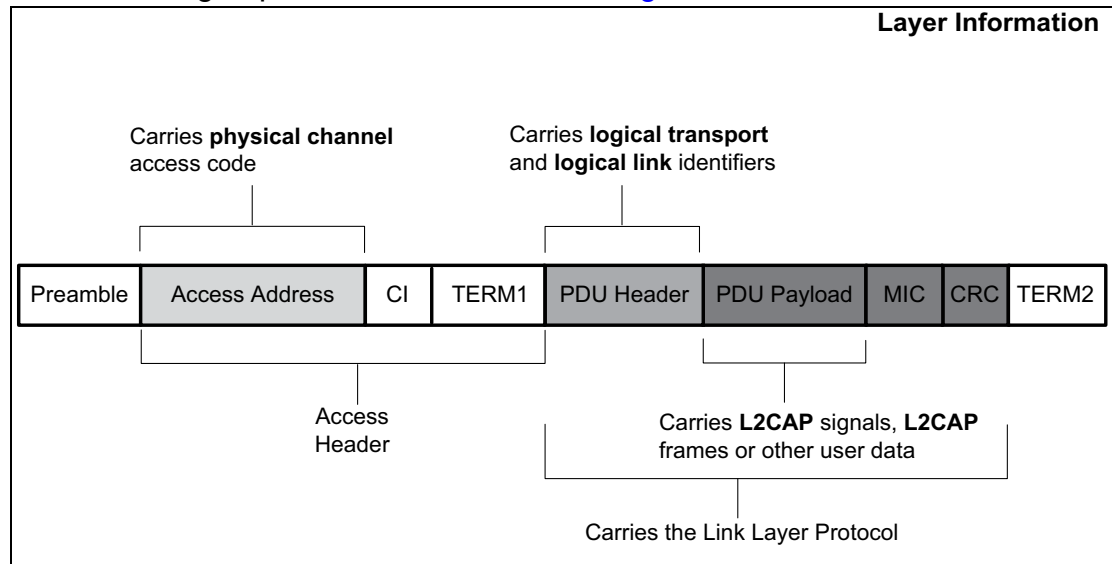 Layer Information
Carries physical channel
access code
Carries logical transport
and logical link identifiers
Preamble
Access Address
CI
TERM1
PDU Header
PDU Payload
MIC
CRC
TERM2
Access
Header
Carries L2CAP signals, L2CAP
frames or other user data
Carries the Link Layer Protocol